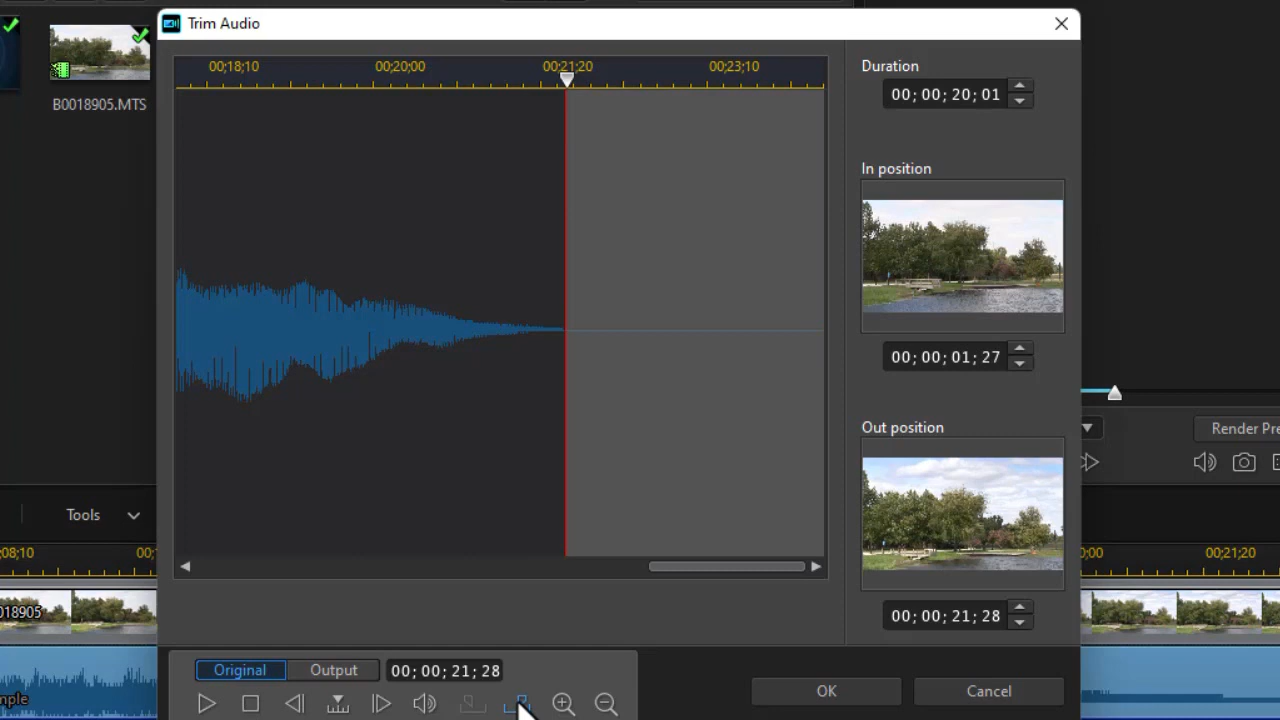 Trim Audio
B0018905.MTS
00;18;10 00;20;00 00;21;20 00;23;10
Duration
00; 00; 20; 01
In position
00; 00; 01; 27
Out position
00; 00; 21; 28
Render Pre
Tools
;08;10
00;
;00
00;21;20
018905
mple
Original Output 00; 00; 21; 28
OK Cancel